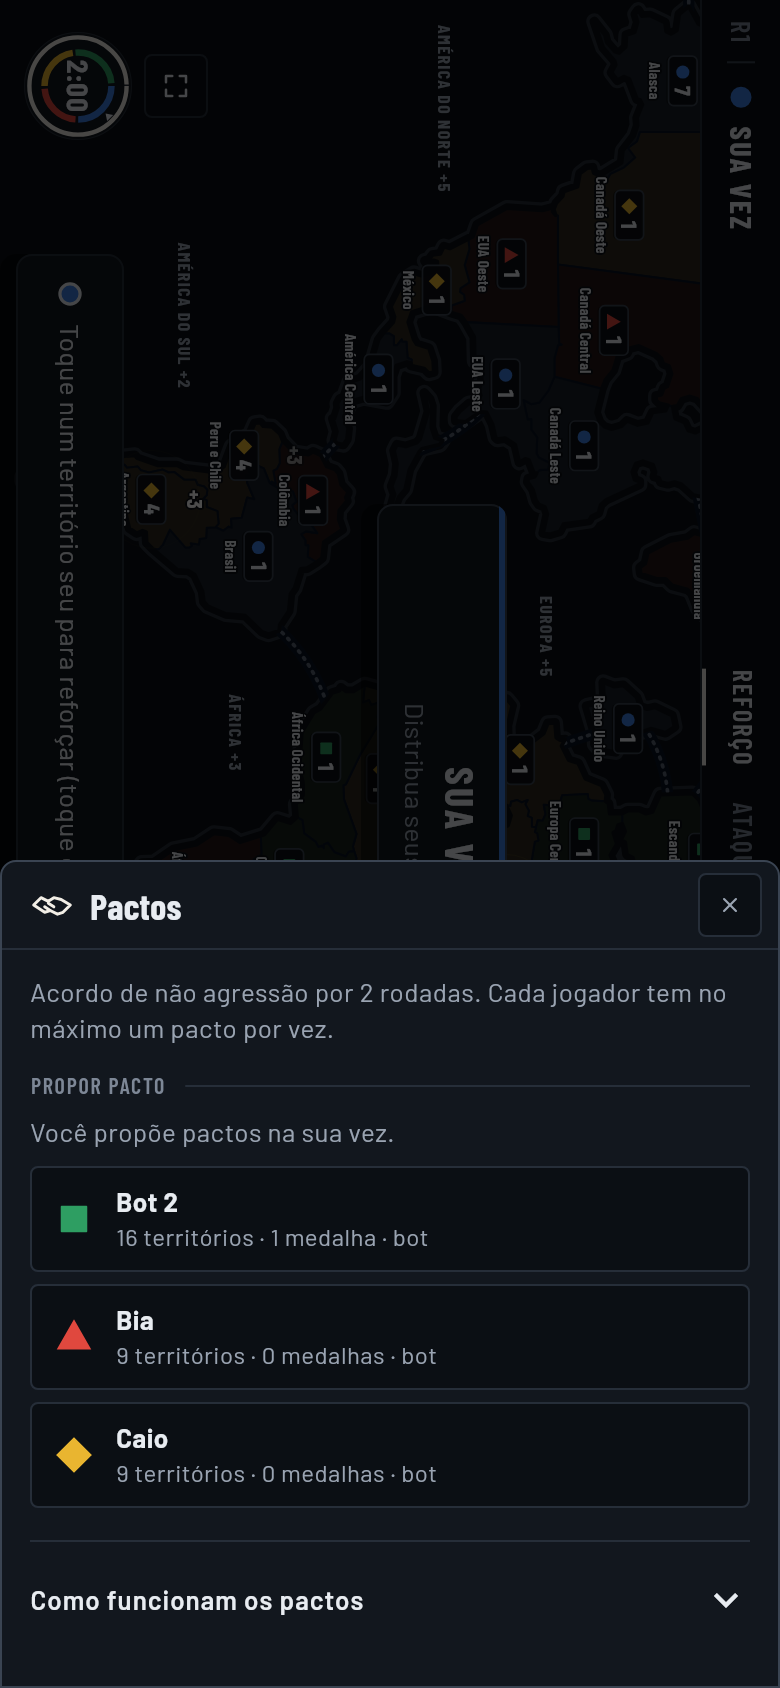 R1
SUA VEZ
REFORÇO
ATAQU
2:00
AMÉRICA DO NORTE +5
7
Alasca
1
Canadá Oeste
1
EUA Oeste
1
México
1
Canadá Central
1
América Central
1
EUA Leste
1
Canadá Leste
AMÉRICA DO SUL +2
4
Peru e Chile
+3
1
Colômbia
4
+3
1
Brasil
EUROPA +5
1
Reino Unido
1
ÁFRICA +3
1
África Ocidental
1
Europa Ce
Escand
SUA V
Distribua seus
Toque num território seu para reforçar (toque
Pactos
Acordo de não agressão por 2 rodadas. Cada jogador tem no
máximo um pacto por vez.
PROPOR PACTO
Você propõe pactos na sua vez.
Bot 2
16 territórios · 1 medalha · bot
Bia
9 territórios · 0 medalhas · bot
Caio
9 territórios · 0 medalhas · bot
Como funcionam os pactos